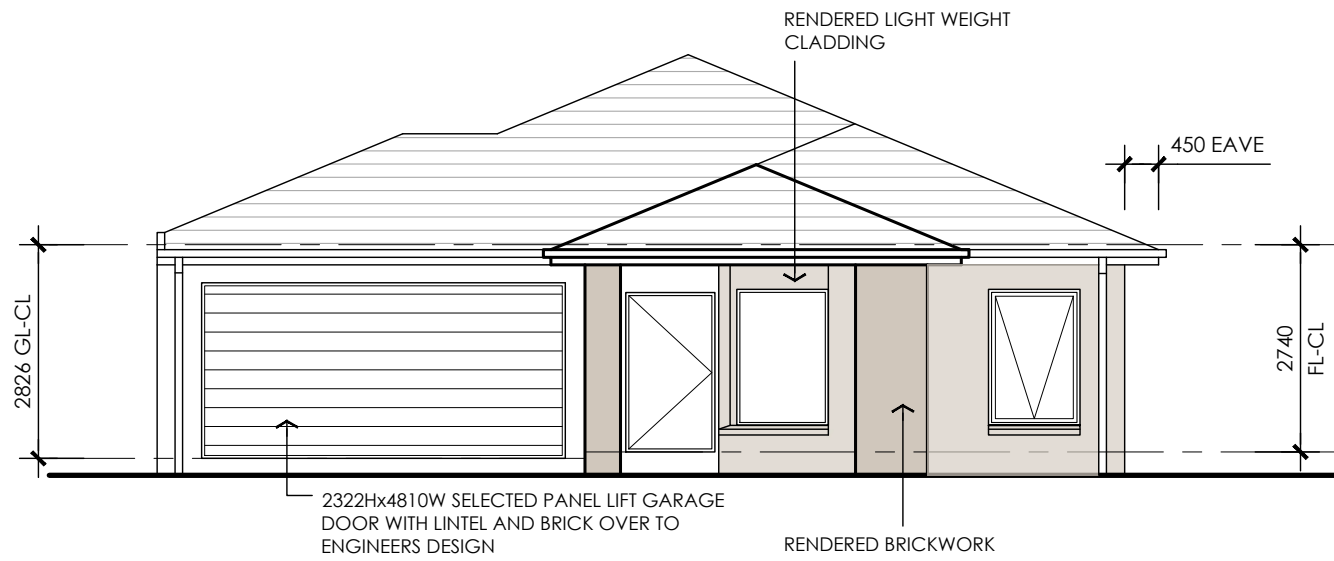 RENDERED LIGHT WEIGHT
CLADDING
450 EAVE
2826 GL-CL
2740
FL-CL
2322Hx4810W SELECTED PANEL LIFT GARAGE
DOOR WITH LINTEL AND BRICK OVER TO
ENGINEERS DESIGN
RENDERED BRICKWORK